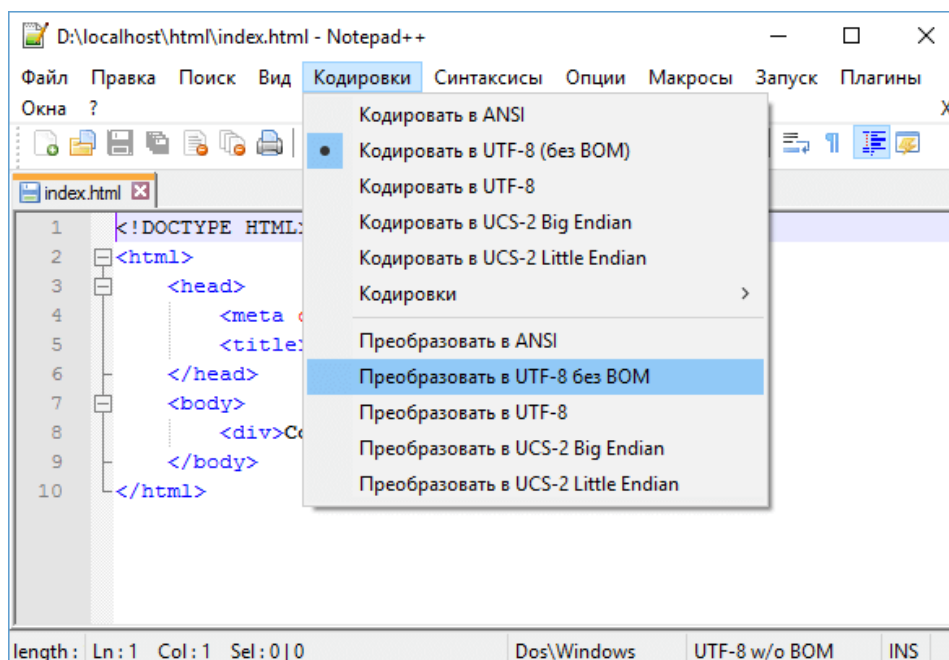 D:\localhost\html\index.html - Notepad++
Файл Правка Поиск Вид Кодировки Синтаксисы Опции Макросы Запуск Плагины
Окна ? X
index.html
Кодировать в ANSI
Кодировать в UTF-8 (без BOM)
Кодировать в UTF-8
Кодировать в UCS-2 Big Endian
Кодировать в UCS-2 Little Endian
Кодировки
Преобразовать в ANSI
Преобразовать в UTF-8 без BOM
Преобразовать в UTF-8
Преобразовать в UCS-2 Big Endian
Преобразовать в UCS-2 Little Endian
1 <!DOCTYPE HTML
2 <html>
3 <head>
4 <meta
5 <title
6 </head>
7 <body>
8 <div>
9 </body>
10 </html>
length : Ln : 1 Col : 1 Sel : 0 | 0 Dos\Windows UTF-8 w/o BOM INS